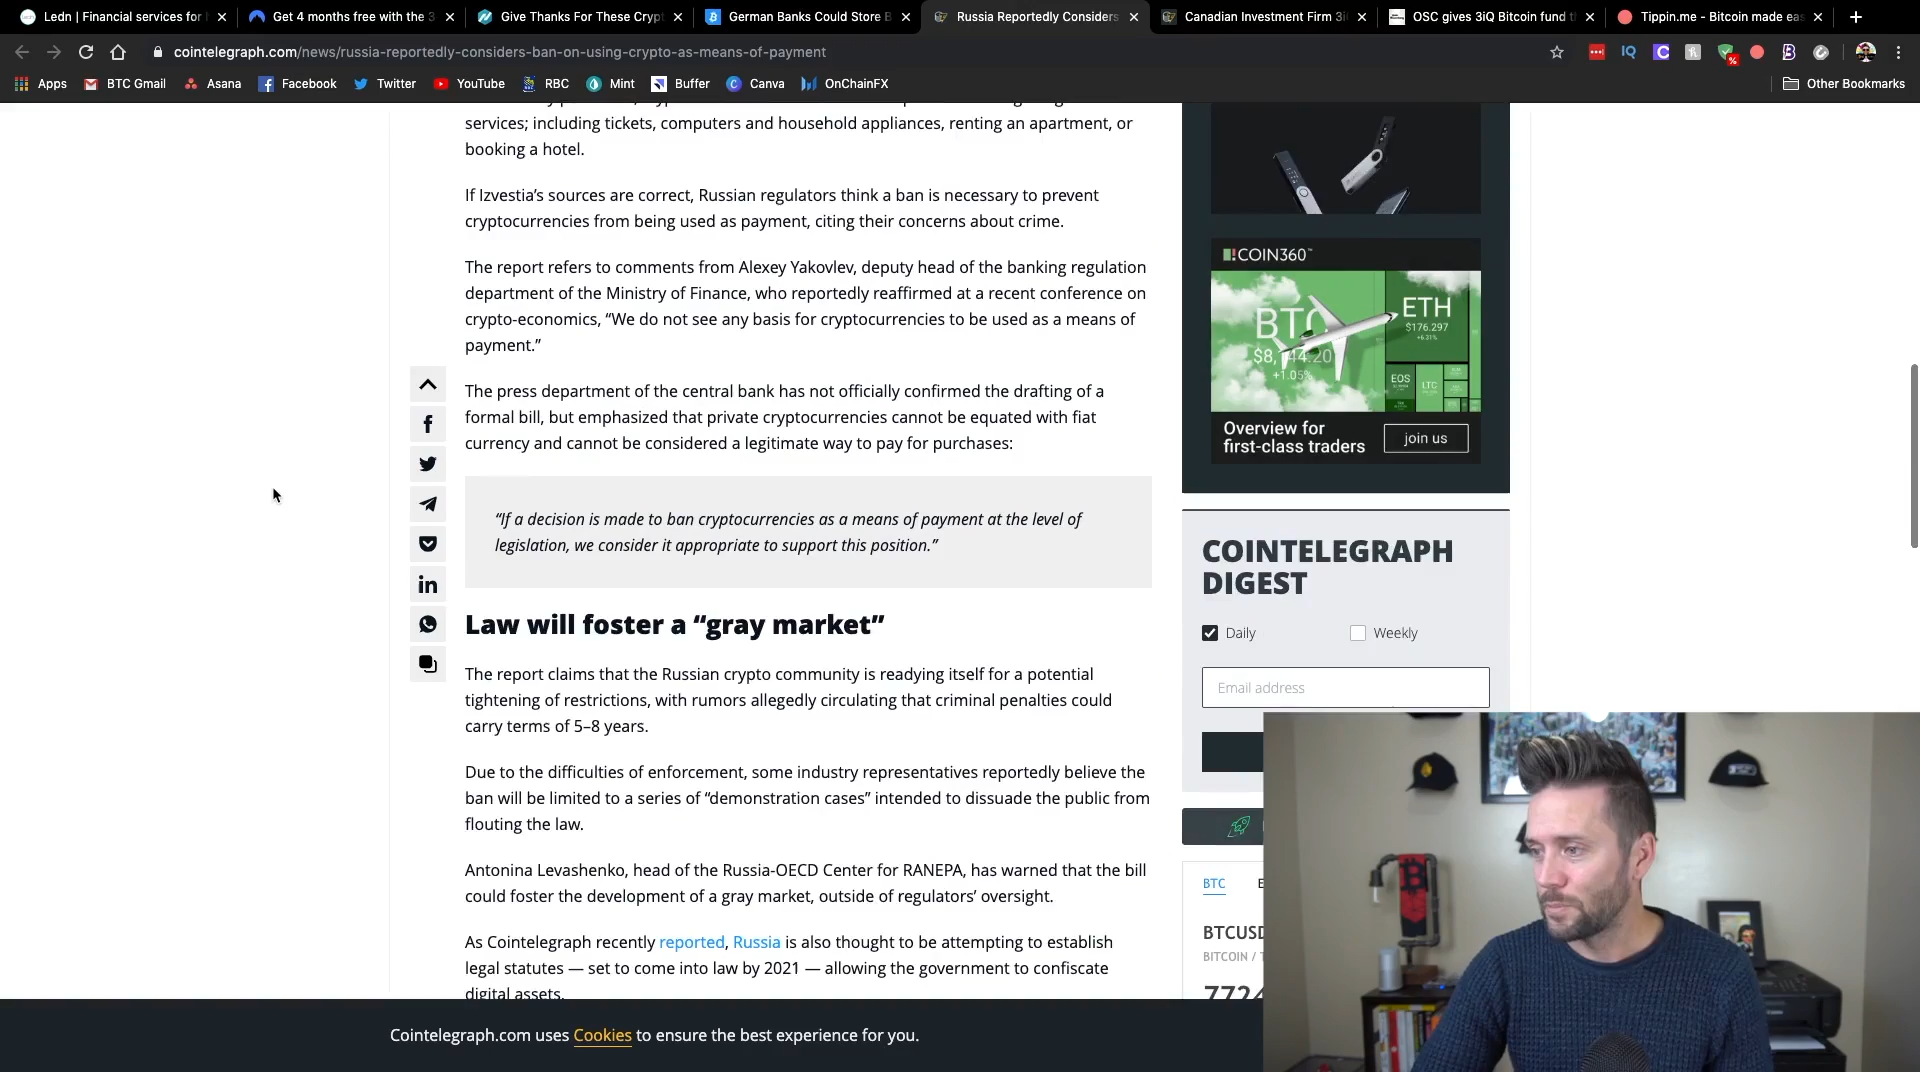 Ledn | Financial services for
Get 4 months free with the 3
Give Thanks For These Crypt
German Banks Could Store B
Russia Reportedly Considers
Canadian Investment Firm 3i
OSC gives 3iQ Bitcoin fund t
Tippin.me - Bitcoin made eas
cointelegraph.com/news/russia-reportedly-considers-ban-on-using-crypto-as-means-of-payment
Apps
BTC Gmail
Asana
Facebook
Twitter
YouTube
RBC
Mint
Buffer
Canva
OnChainFX
Other Bookmarks
services; including tickets, computers and household appliances, renting an apartment, or
booking a hotel.
If Izvestia’s sources are correct, Russian regulators think a ban is necessary to prevent
cryptocurrencies from being used as payment, citing their concerns about crime.
The report refers to comments from Alexey Yakovlev, deputy head of the banking regulation
department of the Ministry of Finance, who reportedly reaffirmed at a recent conference on
crypto-economics, “We do not see any basis for cryptocurrencies to be used as a means of
payment.”
The press department of the central bank has not officially confirmed the drafting of a
formal bill, but emphasized that private cryptocurrencies cannot be equated with fiat
currency and cannot be considered a legitimate way to pay for purchases:
“If a decision is made to ban cryptocurrencies as a means of payment at the level of
legislation, we consider it appropriate to support this position.”
Law will foster a “gray market”
The report claims that the Russian crypto community is readying itself for a potential
tightening of restrictions, with rumors allegedly circulating that criminal penalties could
carry terms of 5–8 years.
Due to the difficulties of enforcement, some industry representatives reportedly believe the
ban will be limited to a series of “demonstration cases” intended to dissuade the public from
flouting the law.
Antonina Levashenko, head of the Russia-OECD Center for RANEPA, has warned that the bill
could foster the development of a gray market, outside of regulators’ oversight.
As Cointelegraph recently reported, Russia is also thought to be attempting to establish
legal statutes — set to come into law by 2021 — allowing the government to confiscate
digital assets.
COIN360
BTC
ETH
$176.297
+6.31%
+1.05%
EOS
LTC
Overview for
first-class traders
join us
COINTELEGRAPH
DIGEST
Daily
Weekly
Email address
BTC
E
BTCUSD
BITCOIN /
7724
Cointelegraph.com uses Cookies to ensure the best experience for you.